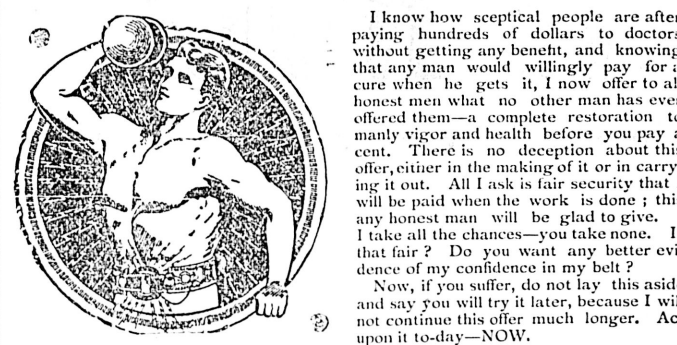 I know how sceptical people are after
paying hundreds of dollars to doctors
without getting any benefit, and knowing
that any man would willingly pay for a
cure when he gets it, I now offer to all
honest men what no other man has ever
offered them—a complete restoration to
manly vigor and health before you pay a
cent. There is no deception about this
offer, either in the making of it or in carry-
ing it out. All I ask is fair security that I
will be paid when the work is done ; this
any honest man will be glad to give.
I take all the chances—you take none. Is
that fair ? Do you want any better evi-
dence of my confidence in my belt ?
Now, if you suffer, do not lay this aside
and say you will try it later, because I will
not continue this offer much longer. Act
upon it to-day—NOW.